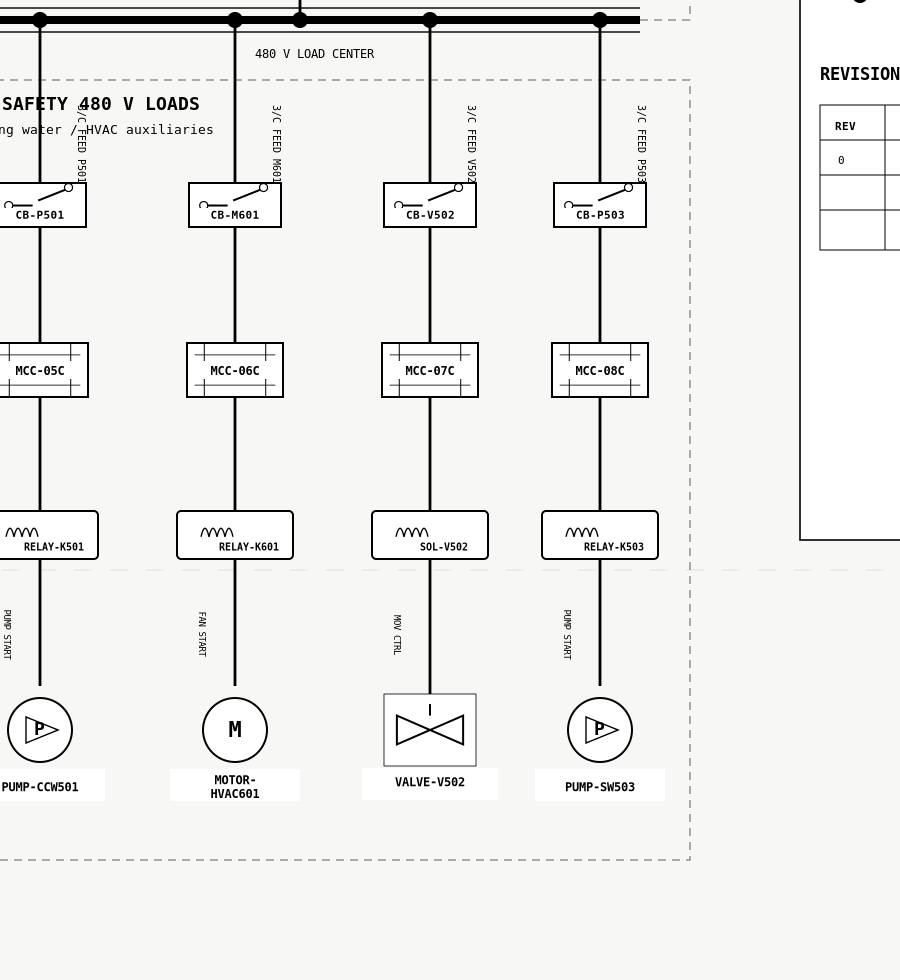 480 V LOAD CENTER
SAFETY 480 V LOADS
ng water / HVAC auxiliaries
3/C FEED P501
3/C FEED M601
3/C FEED V502
3/C FEED P503
CB-P501
CB-M601
CB-V502
CB-P503
MCC-05C
MCC-06C
MCC-07C
MCC-08C
RELAY-K501
RELAY-K601
SOL-V502
RELAY-K503
PUMP START
FAN START
MOV CTRL
PUMP START
P
M
P
PUMP-CCW501
MOTOR-
HVAC601
VALVE-V502
PUMP-SW503
REVISION
REV
0